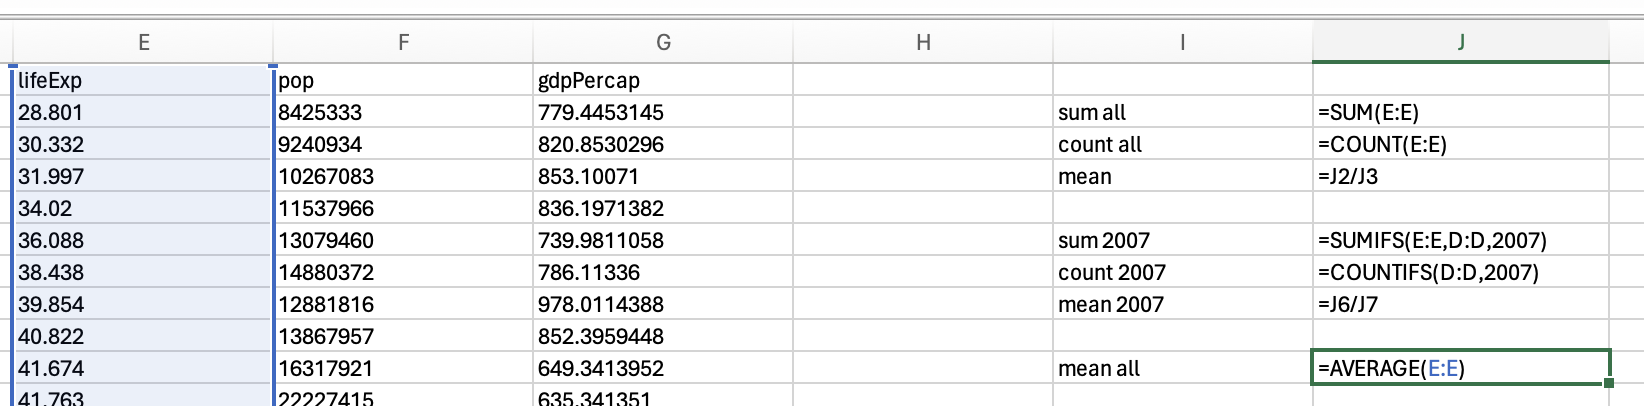 E F G H I J
lifeExp pop gdpPercap
28.801 8425333 779.4453145 sum all =SUM(E:E)
30.332 9240934 820.8530296 count all =COUNT(E:E)
31.997 10267083 853.10071 mean =J2/J3
34.02 11537966 836.1971382
36.088 13079460 739.9811058 sum 2007 =SUMIFS(E:E,D:D,2007)
38.438 14880372 786.11336 count 2007 =COUNTIFS(D:D,2007)
39.854 12881816 978.0114388 mean 2007 =J6/J7
40.822 13867957 852.3959448
41.674 16317921 649.3413952 mean all =AVERAGE(E:E)
41.763 22227415 635.341351